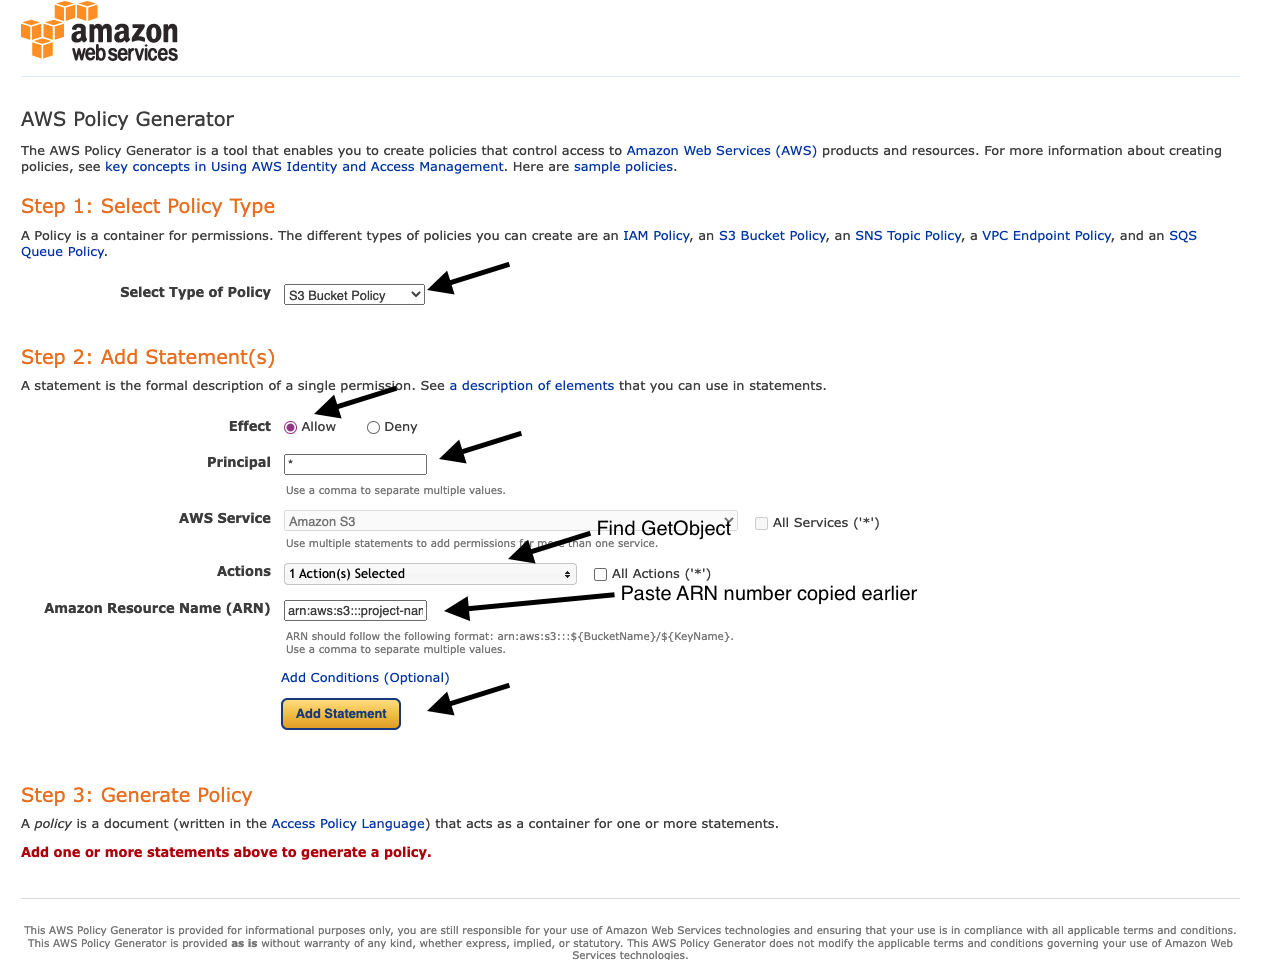 amazon
web services
AWS Policy Generator
The AWS Policy Generator is a tool that enables you to create policies that control access to Amazon Web Services (AWS) products and resources. For more information about creating
policies, see key concepts in Using AWS Identity and Access Management. Here are sample policies.
Step 1: Select Policy Type
A Policy is a container for permissions. The different types of policies you can create are an IAM Policy, an S3 Bucket Policy, an SNS Topic Policy, a VPC Endpoint Policy, and an SQS
Queue Policy.
Select Type of Policy S3 Bucket Policy
Step 2: Add Statement(s)
A statement is the formal description of a single permission. See a description of elements that you can use in statements.
Effect Allow Deny
Principal *
Use a comma to separate multiple values.
AWS Service Amazon S3 All Services ('*')
Find GetObject
Use multiple statements to add permissions for more than one service.
Actions 1 Action(s) Selected All Actions ('*')
Paste ARN number copied earlier
Amazon Resource Name (ARN) arn:aws:s3:::project-nan
ARN should follow the following format: arn:aws:s3:::${BucketName}/${KeyName}.
Use a comma to separate multiple values.
Add Conditions (Optional)
Add Statement
Step 3: Generate Policy
A policy is a document (written in the Access Policy Language) that acts as a container for one or more statements.
Add one or more statements above to generate a policy.
This AWS Policy Generator is provided for informational purposes only, you are still responsible for your use of Amazon Web Services technologies and ensuring that your use is in compliance with all applicable terms and conditions.
This AWS Policy Generator is provided as is without warranty of any kind, whether express, implied, or statutory. This AWS Policy Generator does not modify the applicable terms and conditions governing your use of Amazon Web
Services technologies.